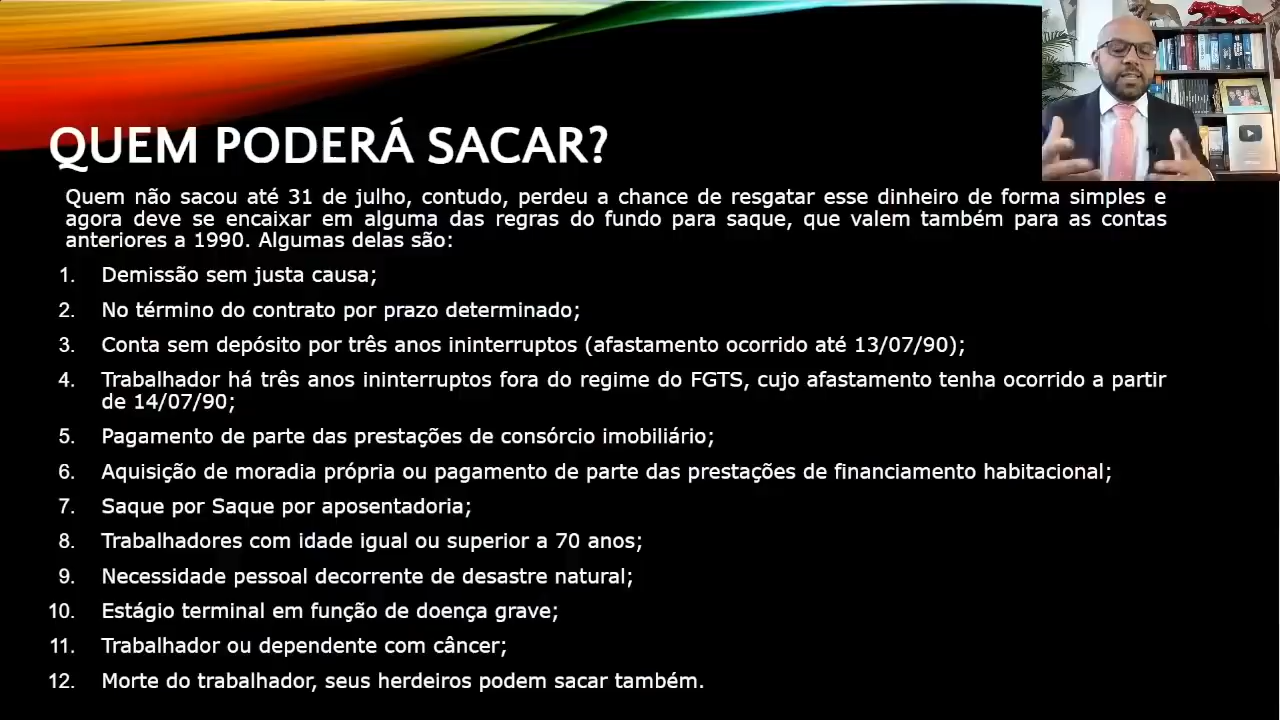 QUEM PODERÁ SACAR?
Quem não sacou até 31 de julho, contudo, perdeu a chance de resgatar esse dinheiro de forma simples e
agora deve se encaixar em alguma das regras do fundo para saque, que valem também para as contas
anteriores a 1990. Algumas delas são:
1. Demissão sem justa causa;
2. No término do contrato por prazo determinado;
3. Conta sem depósito por três anos ininterruptos (afastamento ocorrido até 13/07/90);
4. Trabalhador há três anos ininterruptos fora do regime do FGTS, cujo afastamento tenha ocorrido a partir
de 14/07/90;
5. Pagamento de parte das prestações de consórcio imobiliário;
6. Aquisição de moradia própria ou pagamento de parte das prestações de financiamento habitacional;
7. Saque por Saque por aposentadoria;
8. Trabalhadores com idade igual ou superior a 70 anos;
9. Necessidade pessoal decorrente de desastre natural;
10. Estágio terminal em função de doença grave;
11. Trabalhador ou dependente com câncer;
12. Morte do trabalhador, seus herdeiros podem sacar também.